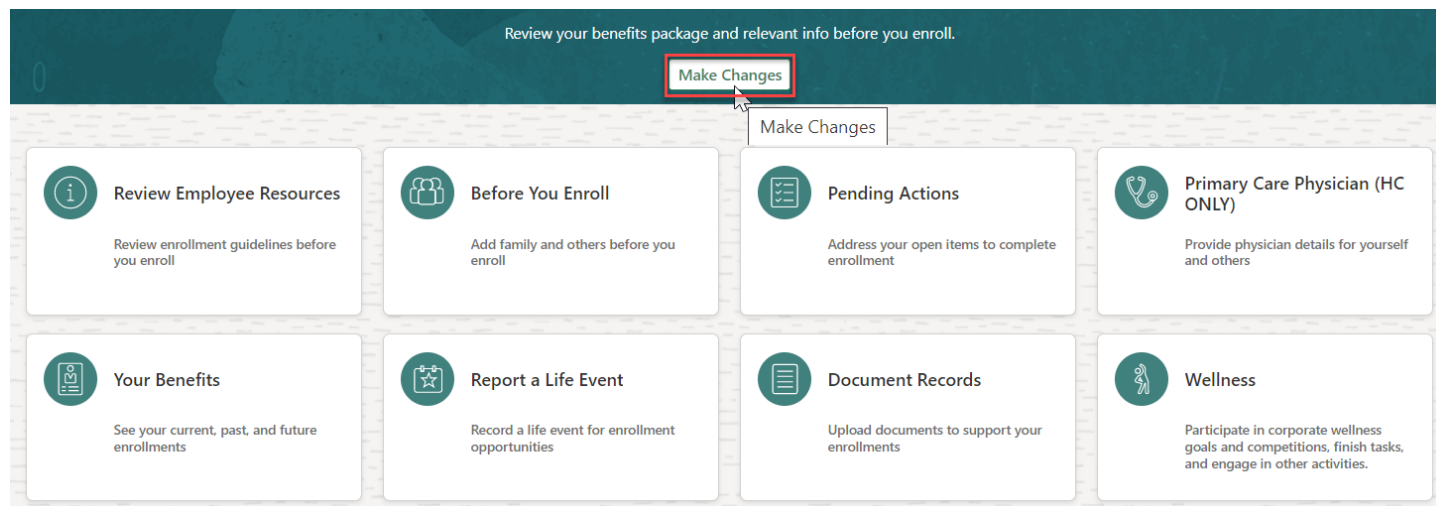 Review your benefits package and relevant info before you enroll.
Make Changes
Make Changes
Review Employee Resources
Review enrollment guidelines before
you enroll
Before You Enroll
Add family and others before you
enroll
Pending Actions
Address your open items to complete
enrollment
Primary Care Physician (HC
ONLY)
Provide physician details for yourself
and others
Your Benefits
See your current, past, and future
enrollments
Report a Life Event
Record a life event for enrollment
opportunities
Document Records
Upload documents to support your
enrollments
Wellness
Participate in corporate wellness
goals and competitions, finish tasks,
and engage in other activities.